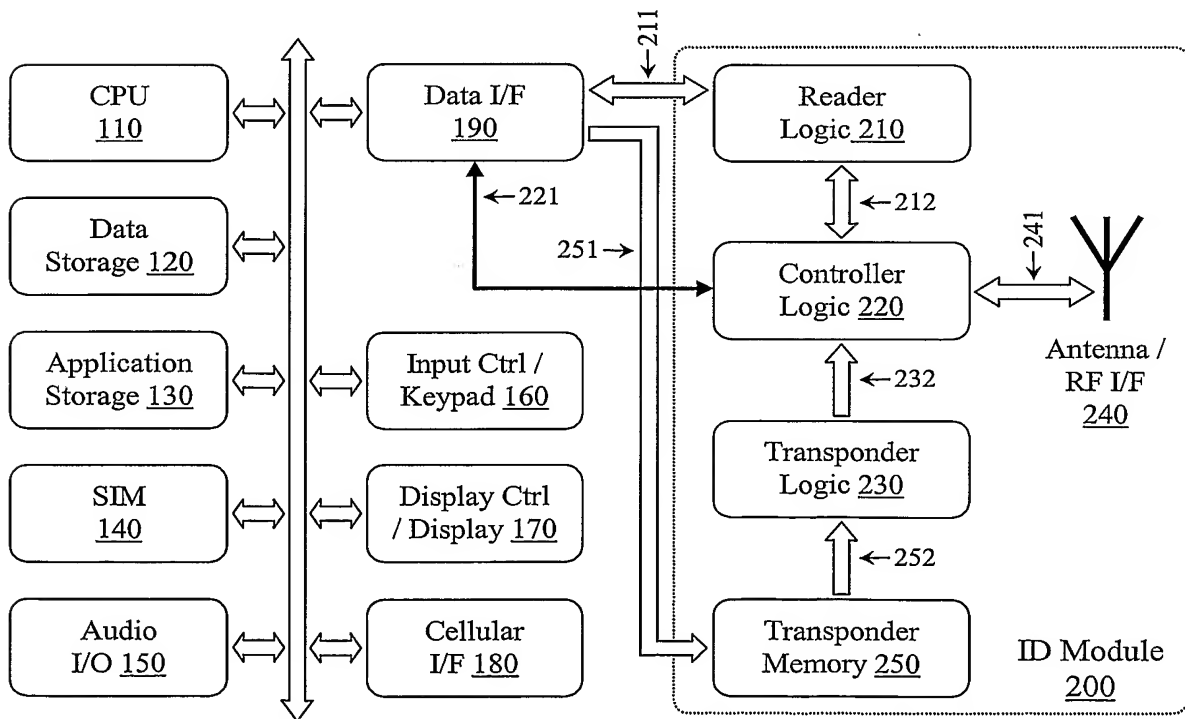 CPU
110
Data
Storage 120
Application
Storage 130
SIM
140
Audio
I/O 150
Data I/F
190
Input Ctrl /
Keypad 160
Display Ctrl
/ Display 170
Cellular
I/F 180
211
221
251
Reader
Logic 210
212
Controller
Logic 220
241
232
Transponder
Logic 230
252
Transponder
Memory 250
Antenna /
RF I/F
240
ID Module
200